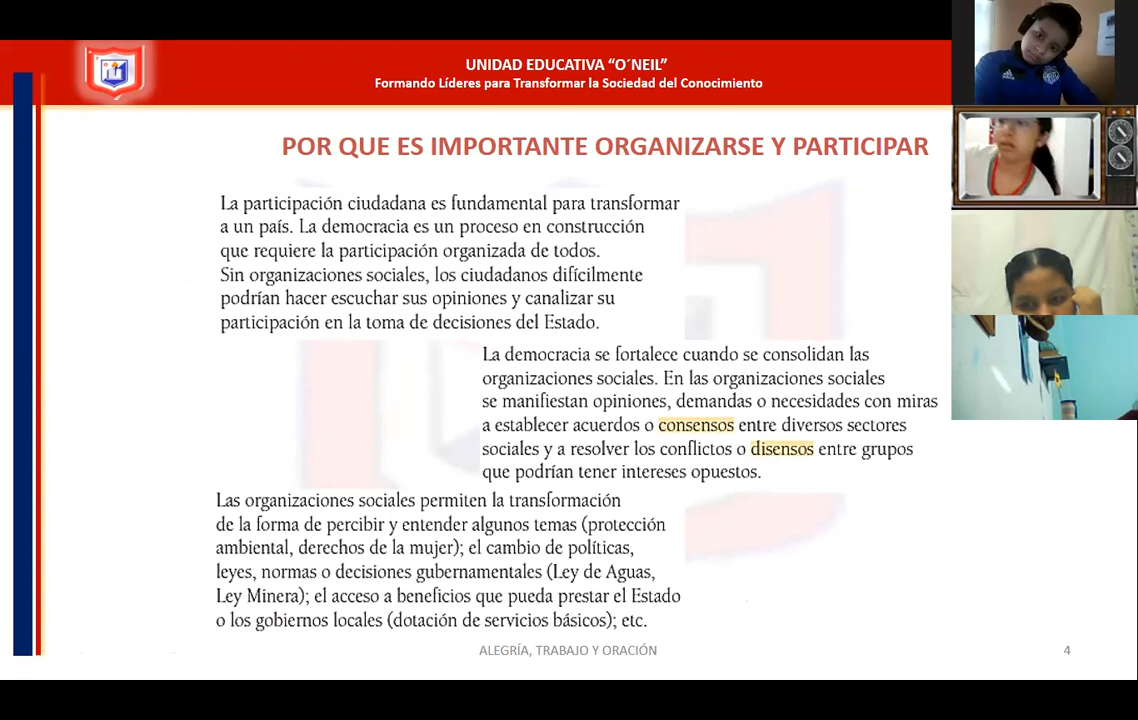 UNIDAD EDUCATIVA “O´NEIL”
Formando Líderes para Transformar la Sociedad del Conocimiento
POR QUE ES IMPORTANTE ORGANIZARSE Y PARTICIPAR
La participación ciudadana es fundamental para transformar
a un país. La democracia es un proceso en construcción
que requiere la participación organizada de todos.
Sin organizaciones sociales, los ciudadanos difícilmente
podrían hacer escuchar sus opiniones y canalizar su
participación en la toma de decisiones del Estado.
La democracia se fortalece cuando se consolidan las
organizaciones sociales. En las organizaciones sociales
se manifiestan opiniones, demandas o necesidades con miras
a establecer acuerdos o consensos entre diversos sectores
sociales y a resolver los conflictos o disensos entre grupos
que podrían tener intereses opuestos.
Las organizaciones sociales permiten la transformación
de la forma de percibir y entender algunos temas (protección
ambiental, derechos de la mujer); el cambio de políticas,
leyes, normas o decisiones gubernamentales (Ley de Aguas,
Ley Minera); el acceso a beneficios que pueda prestar el Estado
o los gobiernos locales (dotación de servicios básicos); etc.
ALEGRÍA, TRABAJO Y ORACIÓN
4